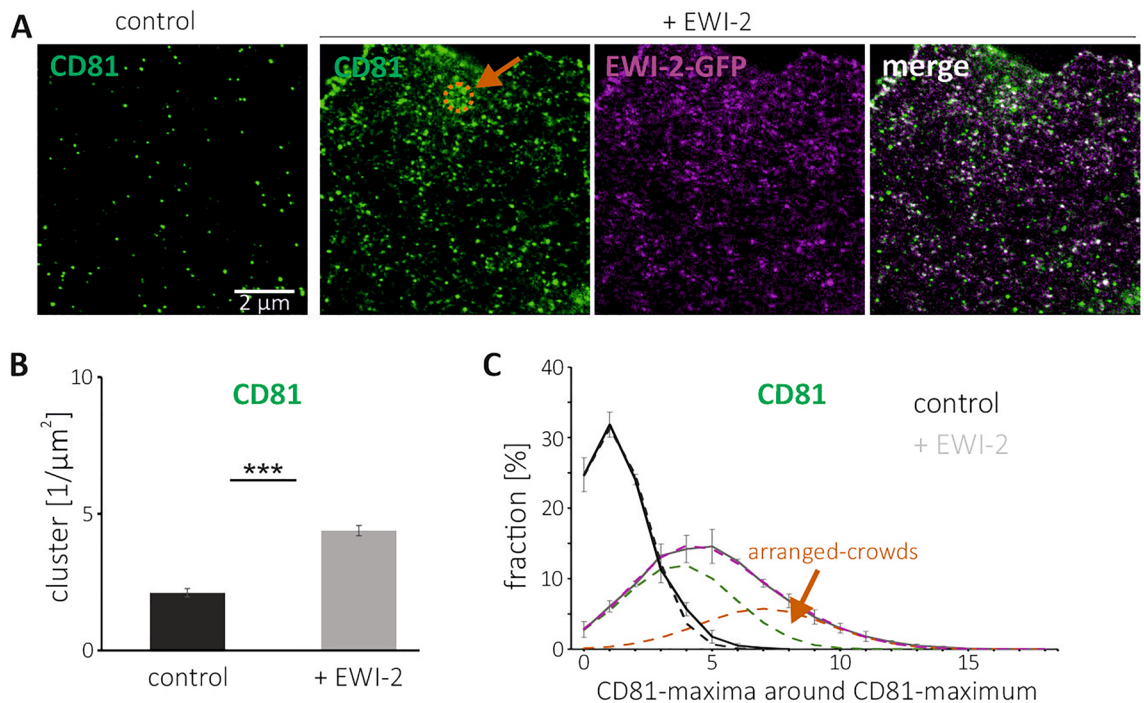 A
control
+ EWI-2
CD81
CD81
EWI-2-GFP
merge
2 µm
B
CD81
10
5
0
***
cluster [1/µm²]
control
+ EWI-2
C
CD81
control
+ EWI-2
40
30
20
10
0
fraction [%]
arranged-crowds
0
5
10
15
CD81-maxima around CD81-maximum